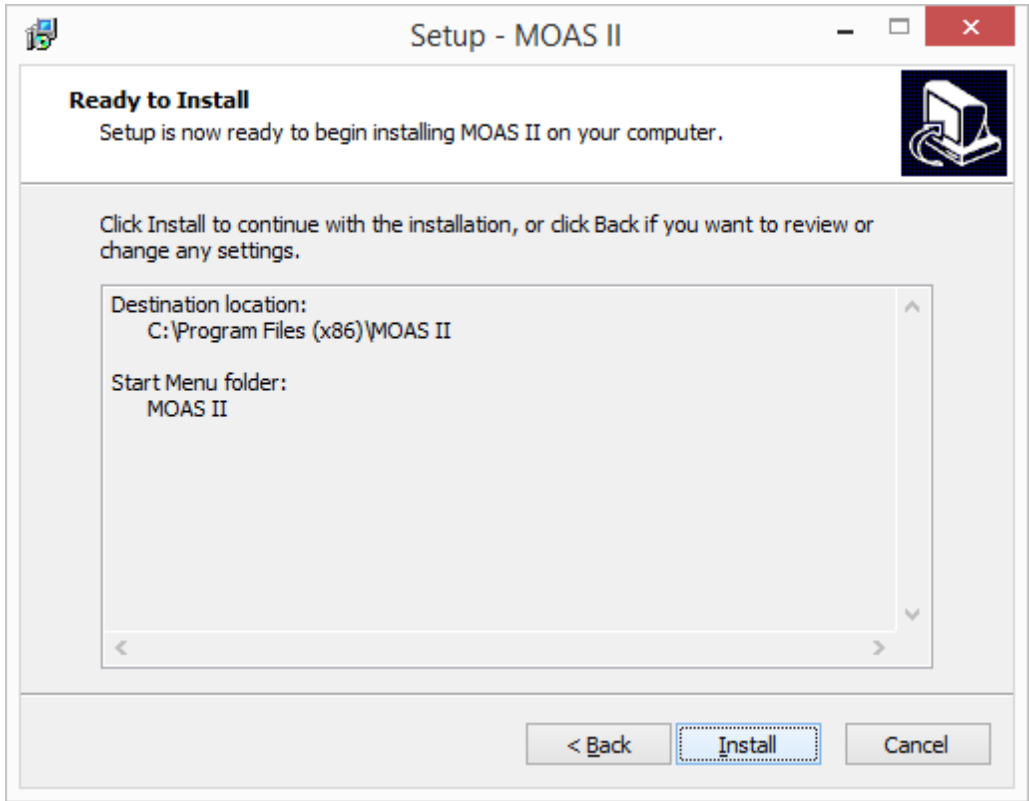 Setup - MOAS II
Ready to Install
Setup is now ready to begin installing MOAS II on your computer.
Click Install to continue with the installation, or click Back if you want to review or
change any settings.
Destination location:
C:\Program Files (x86)\MOAS II
Start Menu folder:
MOAS II
< Back
Install
Cancel